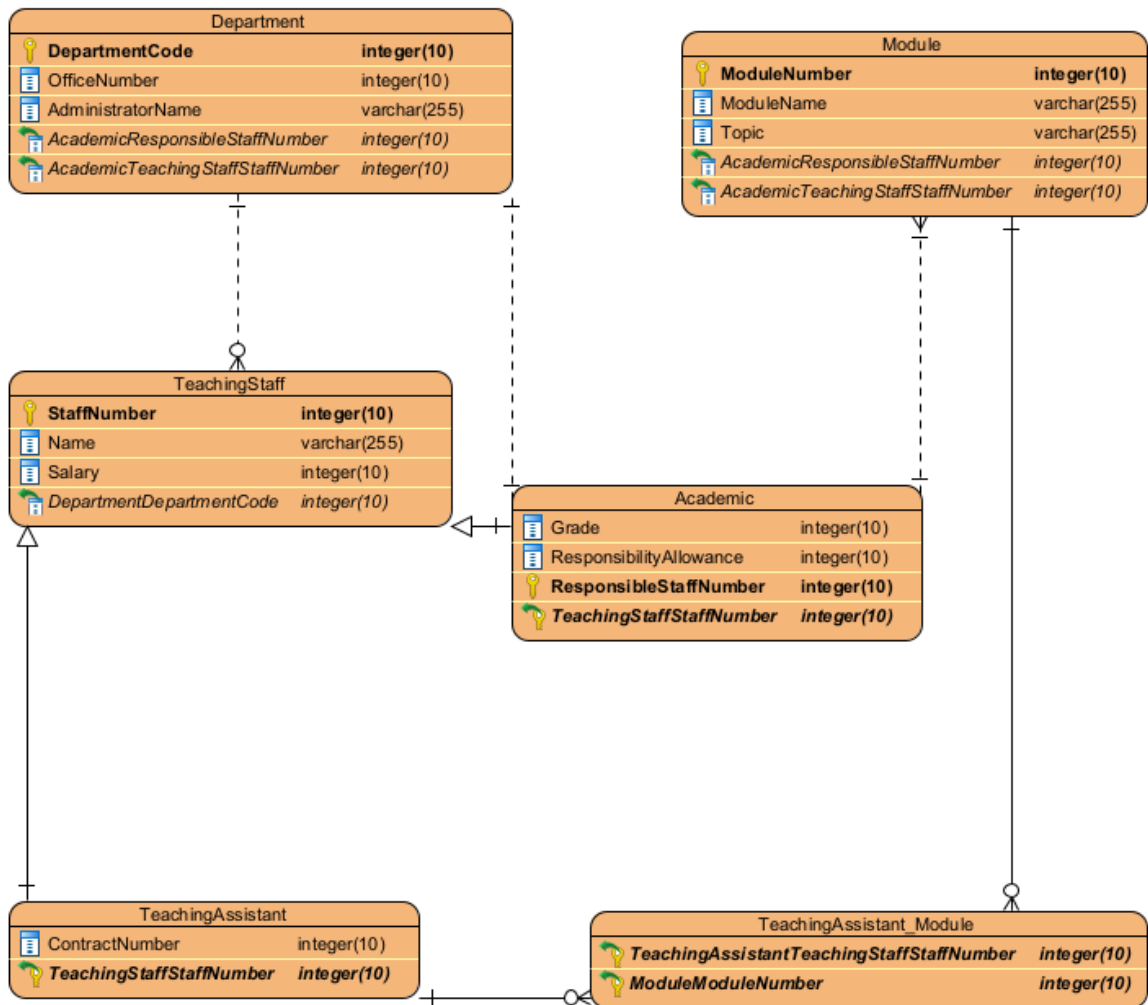 Department
DepartmentCode integer(10)
OfficeNumber integer(10)
AdministratorName varchar(255)
AcademicResponsibleStaffNumber integer(10)
AcademicTeachingStaffStaffNumber integer(10)
Module
ModuleNumber integer(10)
ModuleName varchar(255)
Topic varchar(255)
AcademicResponsibleStaffNumber integer(10)
AcademicTeachingStaffStaffNumber integer(10)
TeachingStaff
StaffNumber integer(10)
Name varchar(255)
Salary integer(10)
DepartmentDepartmentCode integer(10)
Academic
Grade integer(10)
ResponsibilityAllowance integer(10)
ResponsibleStaffNumber integer(10)
TeachingStaffStaffNumber integer(10)
TeachingAssistant
ContractNumber integer(10)
TeachingStaffStaffNumber integer(10)
TeachingAssistant_Module
TeachingAssistantTeachingStaffStaffNumber integer(10)
ModuleModuleNumber integer(10)